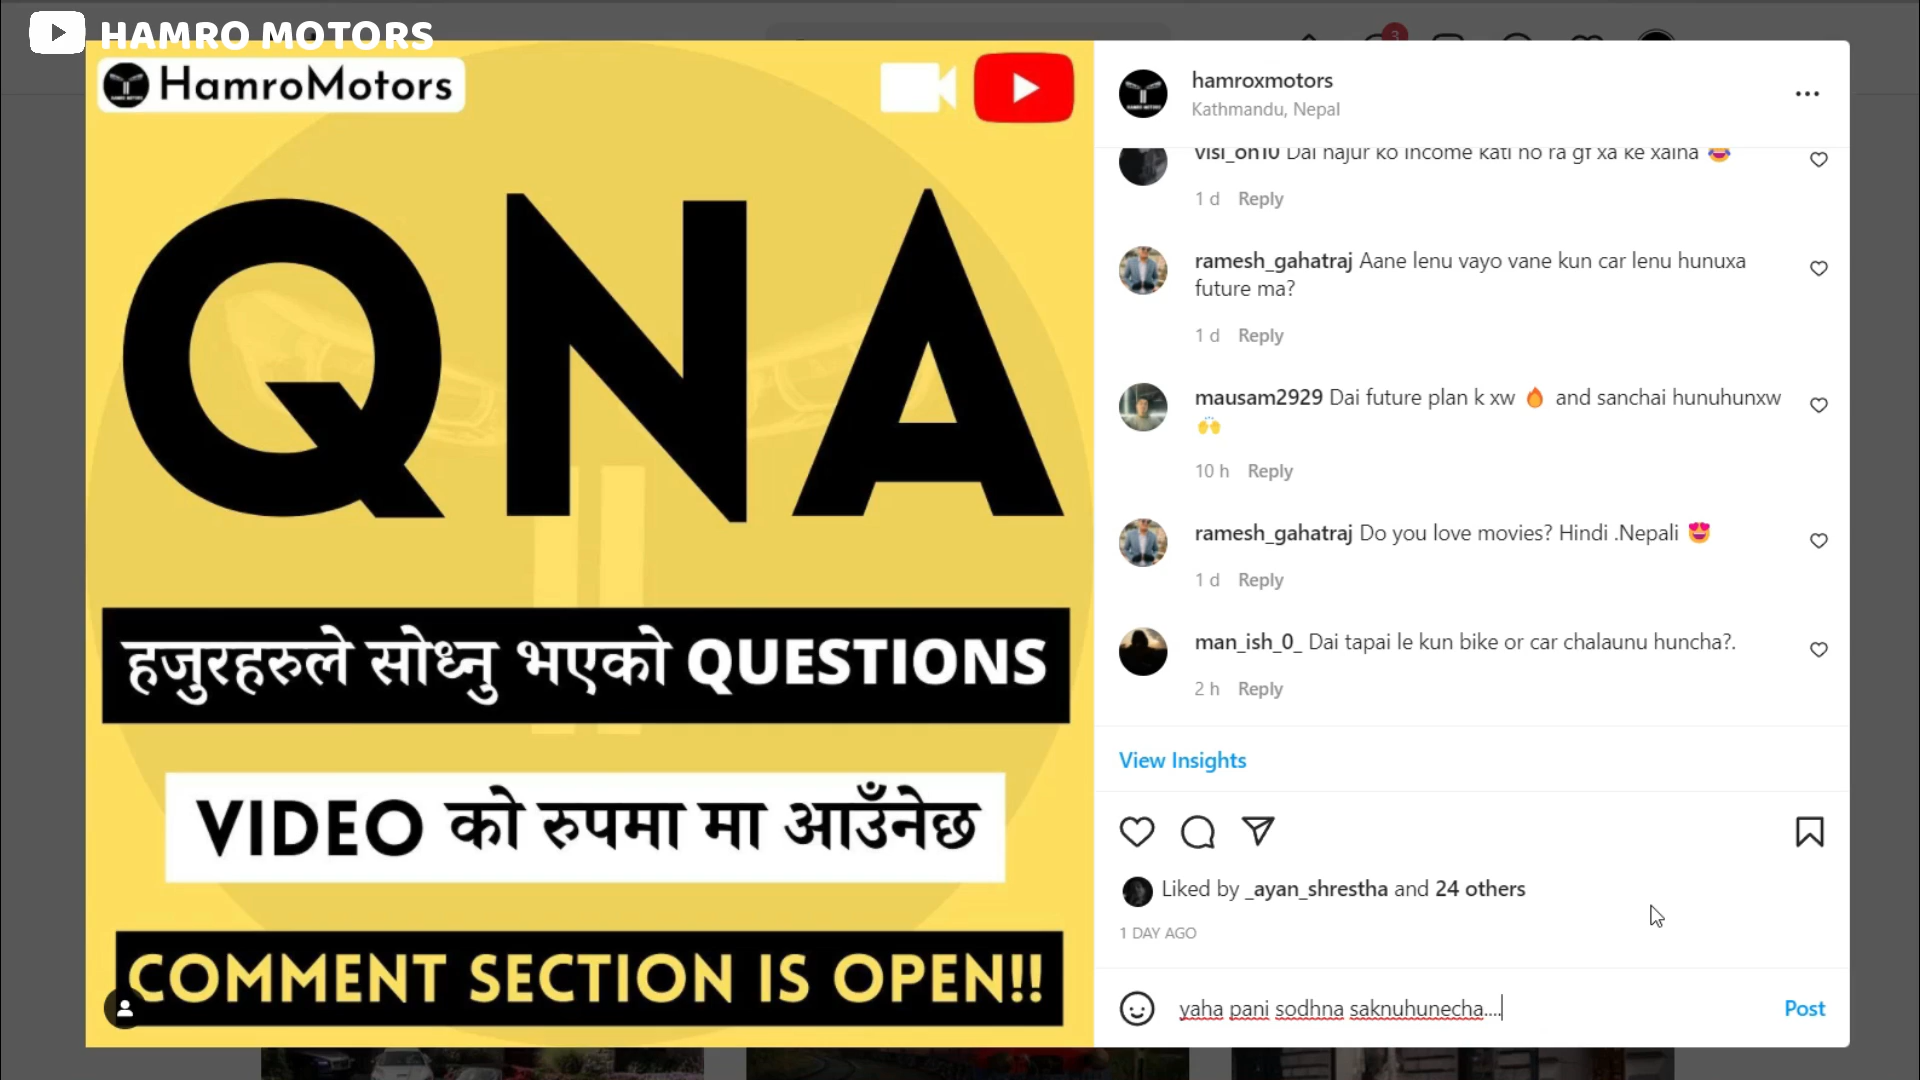 HAMRO MOTORS
3
HamroMotors
QNA
हजुरहरुले सोध्नु भएको QUESTIONS
VIDEO को रुपमा मा आउँनेछ
COMMENT SECTION IS OPEN!!
hamroxmotors
Kathmandu, Nepal
visi_on10 Dai hajur ko income kati ho ra gf xa ke xaina 😂
1 d Reply
ramesh_gahatraj Aane lenu vayo vane kun car lenu hunuxa
future ma?
1 d Reply
mausam2929 Dai future plan k xw 🔥 and sanchai hunuhunxw
🙌
10 h Reply
ramesh_gahatraj Do you love movies? Hindi .Nepali 😍
1 d Reply
man_ish_0_ Dai tapai le kun bike or car chalaunu huncha?.
2 h Reply
View Insights
Liked by _ayan_shrestha and 24 others
1 DAY AGO
yaha pani sodhna saknuhunecha....
Post